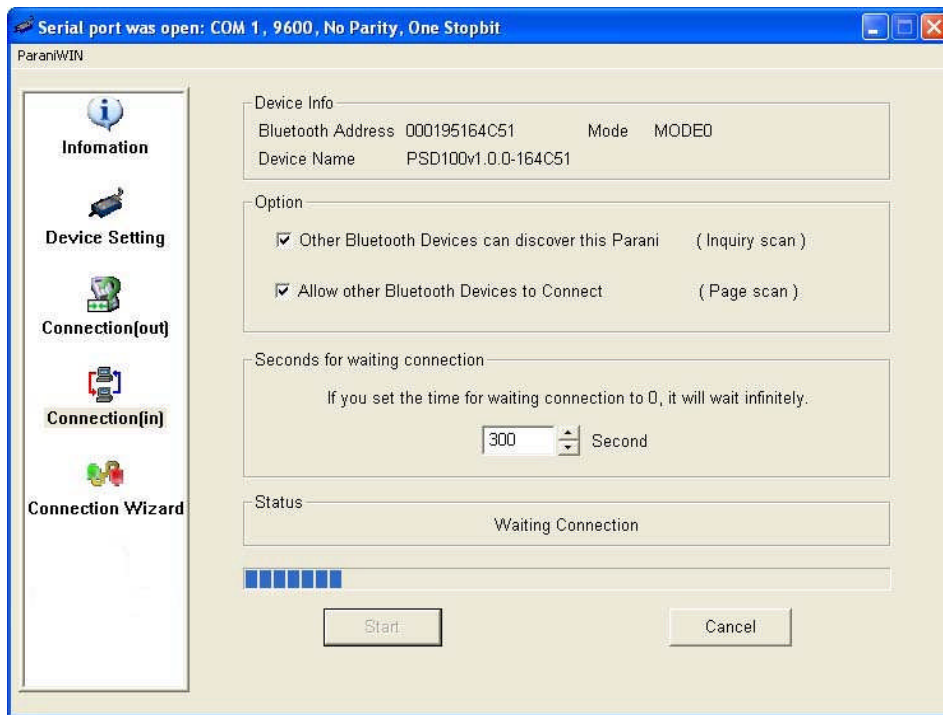 Serial port was open: COM 1, 9600, No Parity, One Stopbit
ParaniWIN
Infomation
Device Setting
Connection(out)
Connection(in)
Connection Wizard
Device Info
Bluetooth Address 000195164C51 Mode MODE0
Device Name PSD100v1.0.0-164C51
Option
Other Bluetooth Devices can discover this Parani ( Inquiry scan )
Allow other Bluetooth Devices to Connect ( Page scan )
Seconds for waiting connection
If you set the time for waiting connection to 0, it will wait infinitely.
300 Second
Status
Waiting Connection
Start Cancel